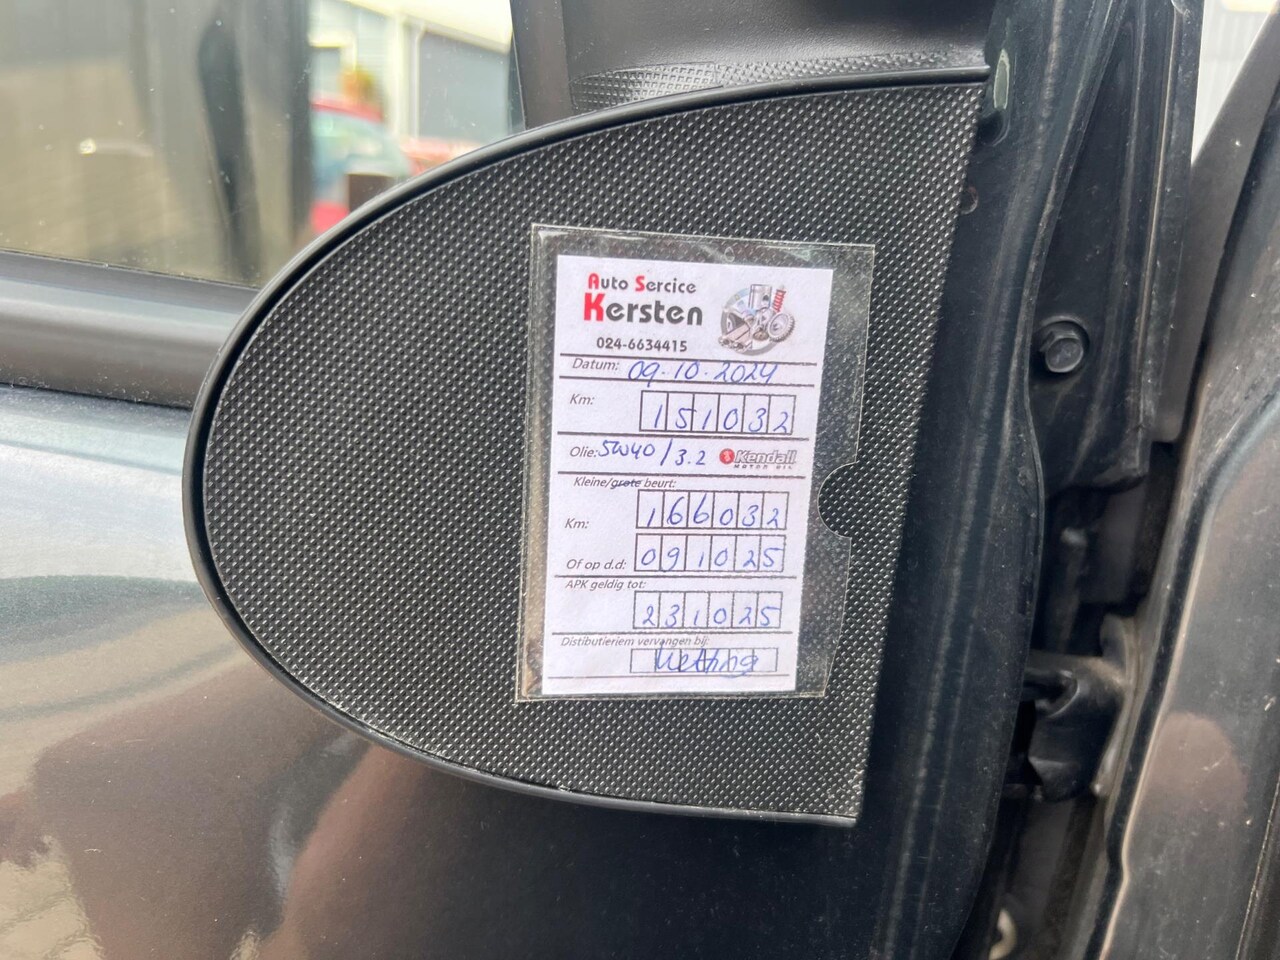 Auto Sercice
Kersten
024-6634415
Datum: 09.10.2024
Km: 151032
Olie: 5W40 / 3.2 Kendall
MOTOR OIL
Kleine/grote beurt:
Km: 166032
Of op d.d: 091025
APK geldig tot:
231025
Distibutieriem vervangen bij:
Ketting